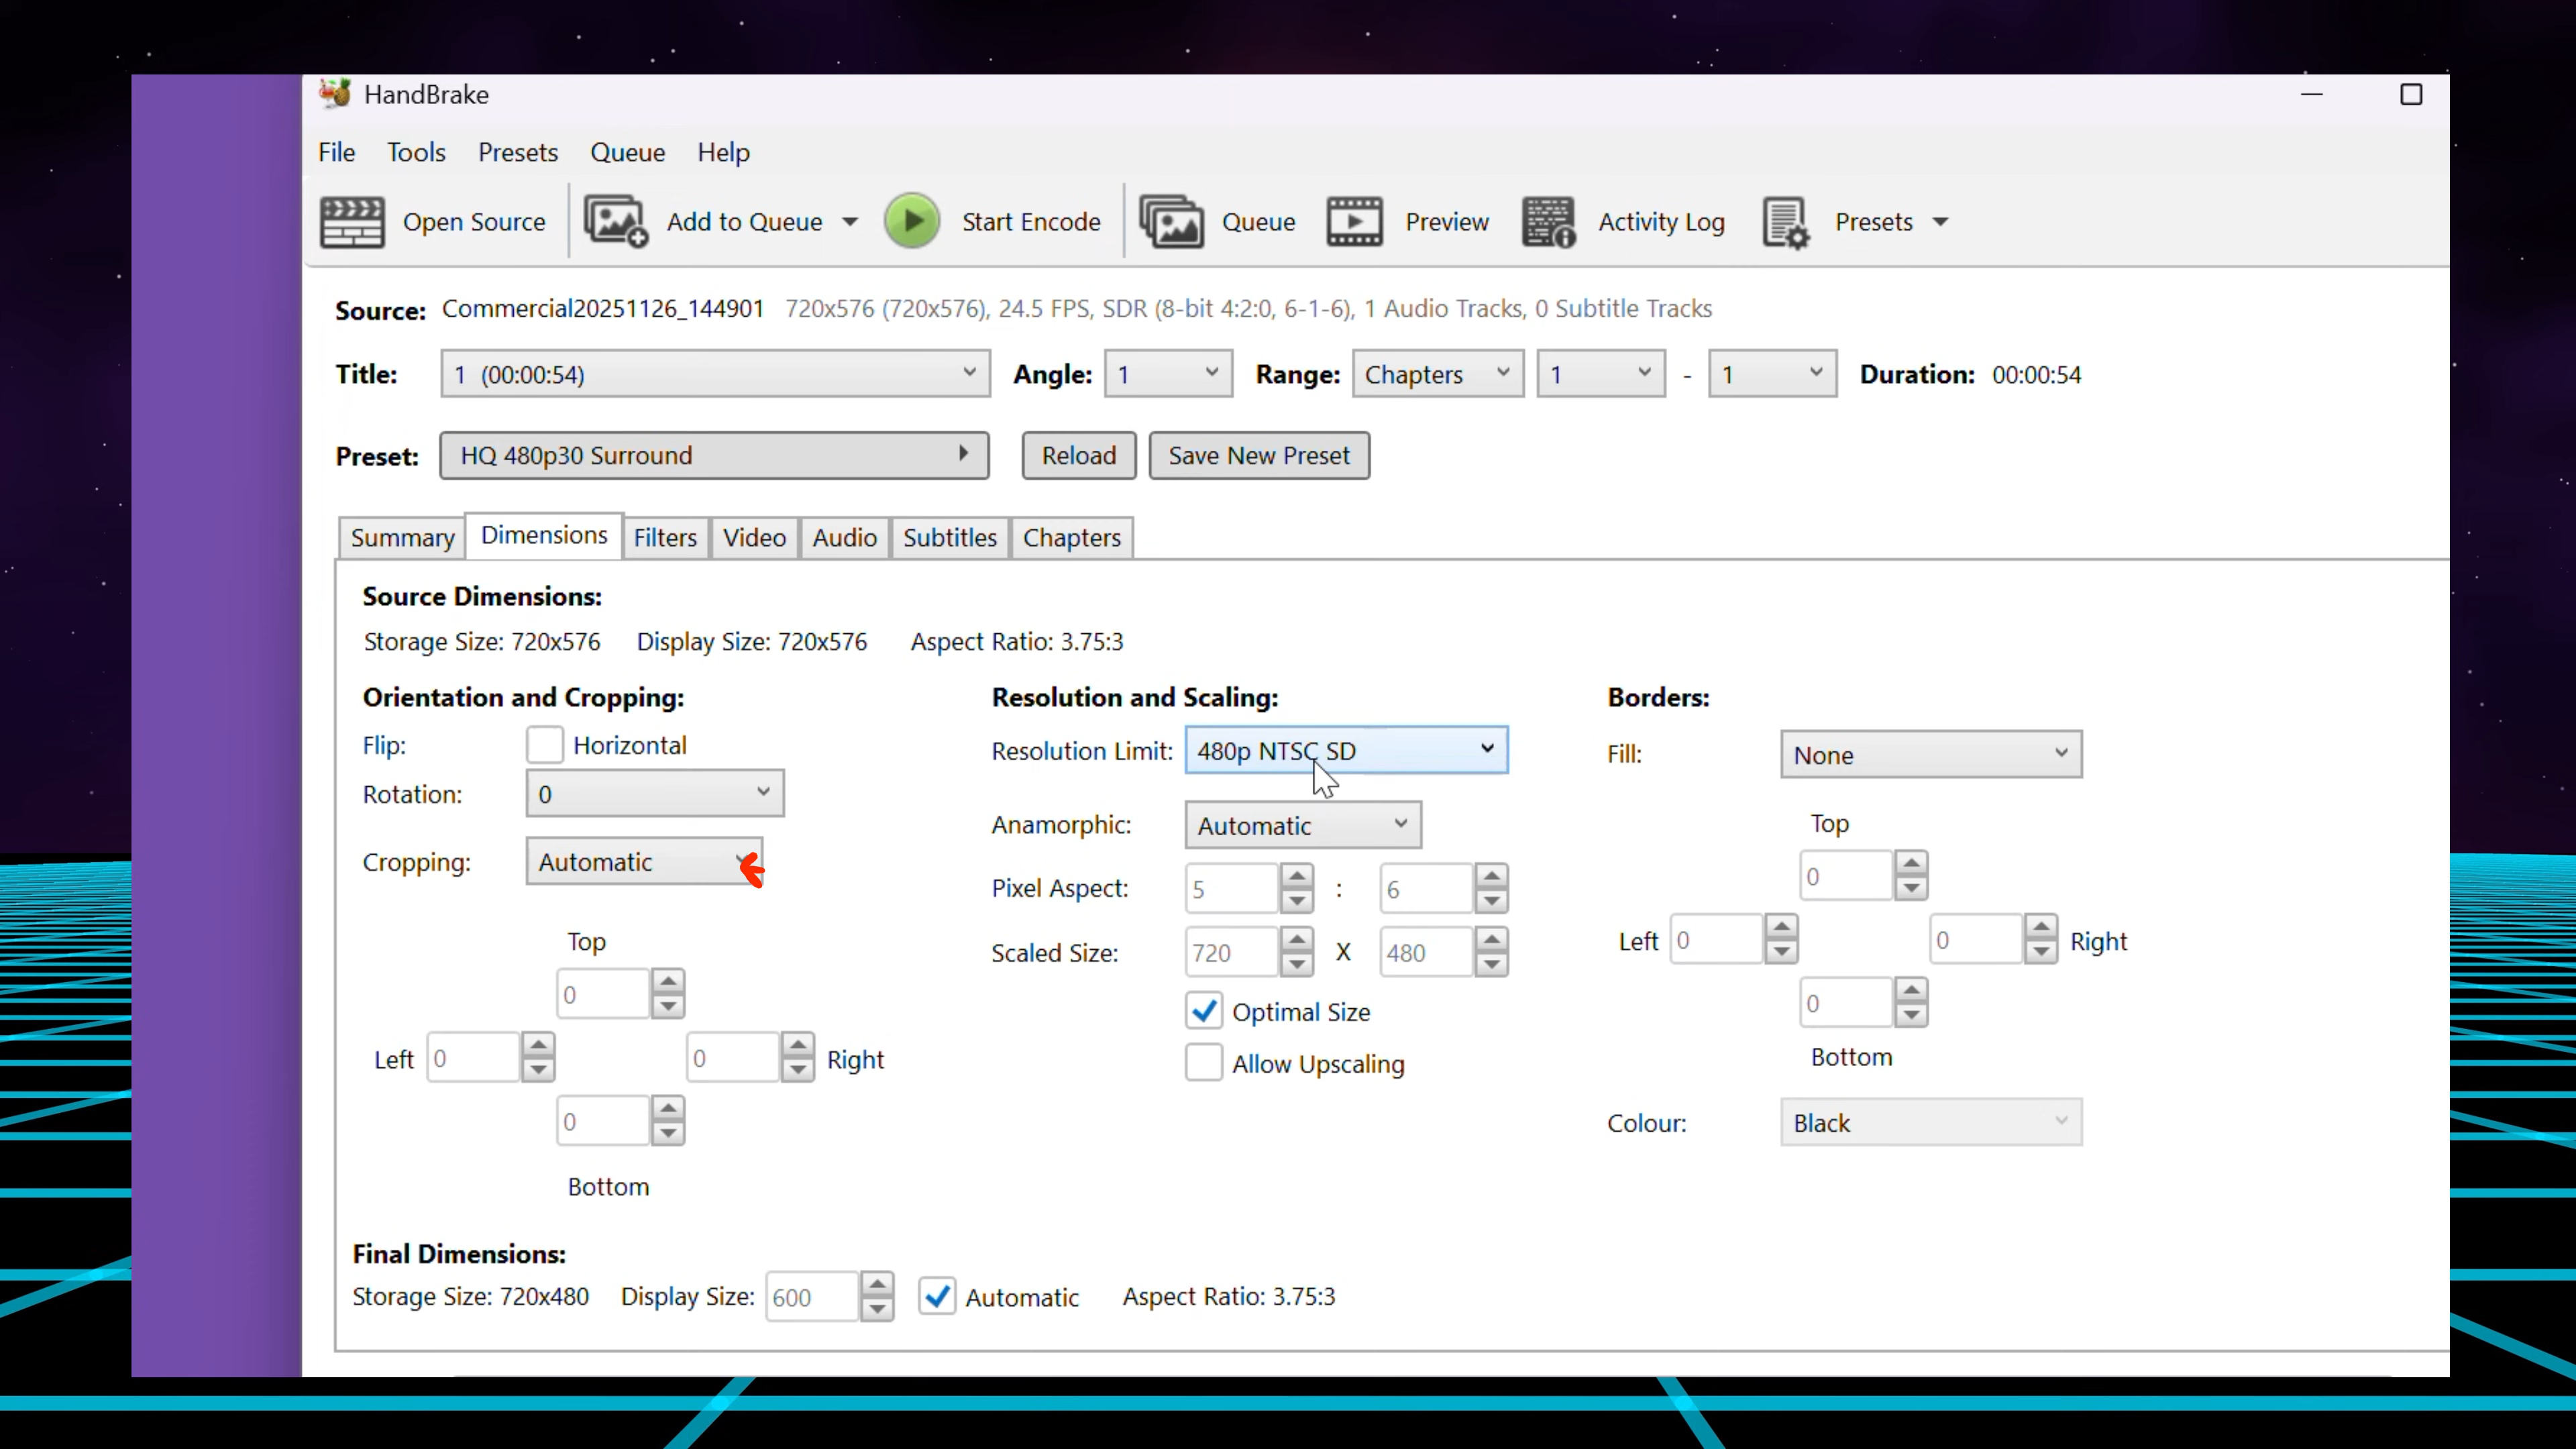 HandBrake
File Tools Presets Queue Help
Open Source Add to Queue Start Encode Queue Preview Activity Log Presets
Source: Commercial20251126_144901 720x576 (720x576), 24.5 FPS, SDR (8-bit 4:2:0, 6-1-6), 1 Audio Tracks, 0 Subtitle Tracks
Title: 1 (00:00:54) Angle: 1 Range: Chapters 1 - 1 Duration: 00:00:54
Preset: HQ 480p30 Surround Reload Save New Preset
Summary Dimensions Filters Video Audio Subtitles Chapters
Source Dimensions:
Storage Size: 720x576 Display Size: 720x576 Aspect Ratio: 3.75:3
Orientation and Cropping:
Flip: Horizontal
Rotation: 0
Cropping: Automatic
Top
0
Left 0 0 Right
0
Bottom
Resolution and Scaling:
Resolution Limit: 480p NTSC SD
Anamorphic: Automatic
Pixel Aspect: 5 : 6
Scaled Size: 720 X 480
Optimal Size
Allow Upscaling
Borders:
Fill: None
Top
0
Left 0 0 Right
0
Bottom
Colour: Black
Final Dimensions:
Storage Size: 720x480 Display Size: 600 Automatic Aspect Ratio: 3.75:3